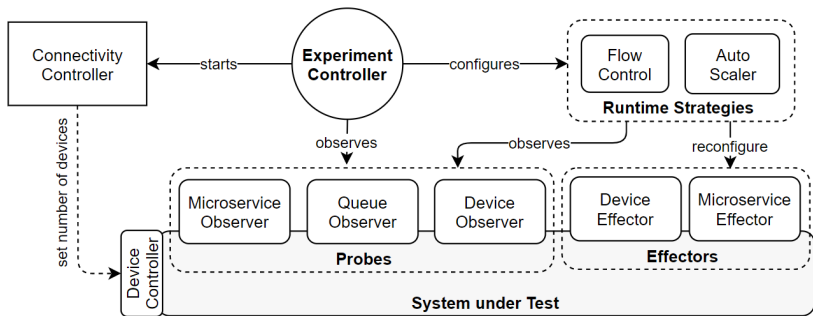 Connectivity
Controller
starts
Experiment
Controller
configures
Flow
Control
Auto
Scaler
Runtime Strategies
observes
observes
reconfigure
set number of devices
Microservice
Observer
Queue
Observer
Device
Observer
Device
Effector
Microservice
Effector
Probes
Effectors
Device
Controller
System under Test